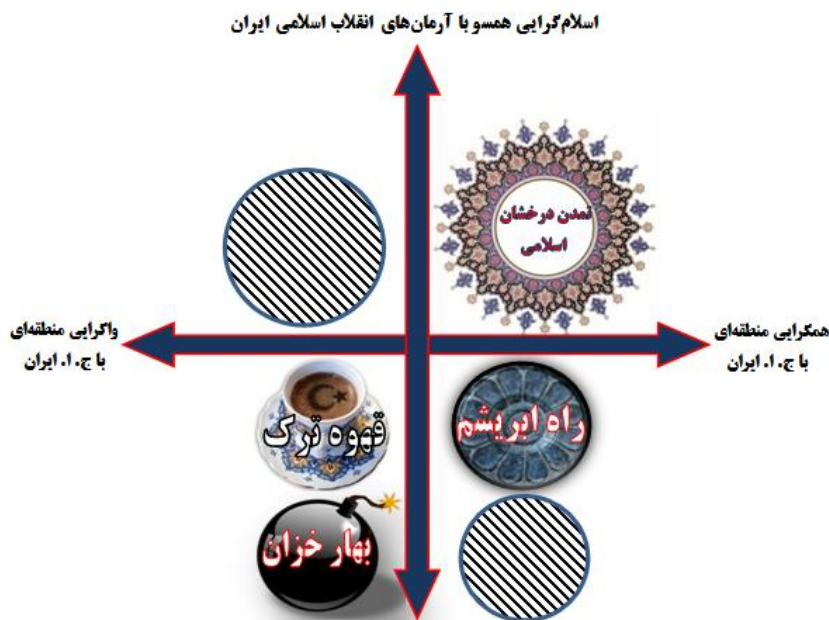 اسلام‌گرایی همسو با آرمان‌های انقلاب اسلامی ایران
تمدن درخشان
اسلامی
همگرایی منطقه‌ای
با ج. ا. ایران
واگرایی منطقه‌ای
با ج. ا. ایران
راه ابریشم
قهوه ترک
بهار خزان